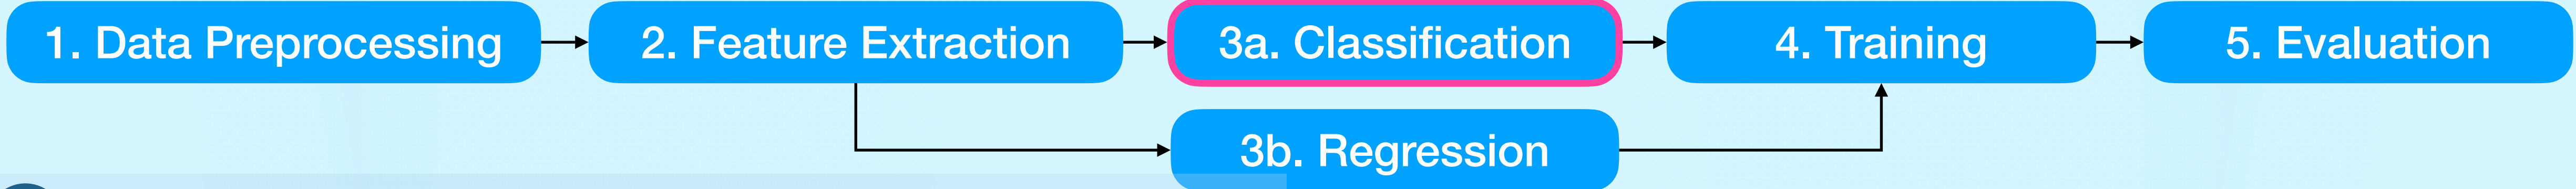 1. Data Preprocessing
2. Feature Extraction
3a. Classification
4. Training
5. Evaluation
3b. Regression